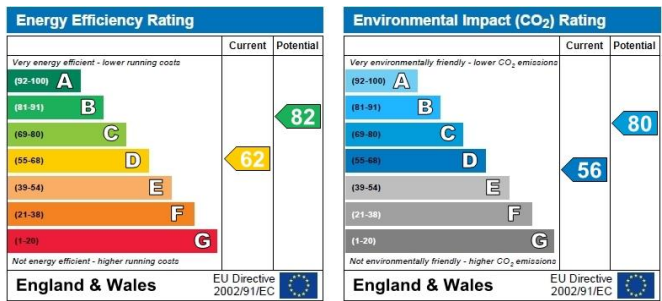 Energy Efficiency Rating
Current Potential
Very energy efficient - lower running costs
(92-100) A
(81-91) B
82
(69-80) C
(55-68) D
62
(39-54) E
(21-38) F
(1-20) G
Not energy efficient - higher running costs
England & Wales
EU Directive
2002/91/EC
Environmental Impact (CO₂) Rating
Current Potential
Very environmentally friendly - lower CO₂ emissions
(92-100) A
(81-91) B
80
(69-80) C
(55-68) D
56
(39-54) E
(21-38) F
(1-20) G
Not environmentally friendly - higher CO₂ emissions
England & Wales
EU Directive
2002/91/EC